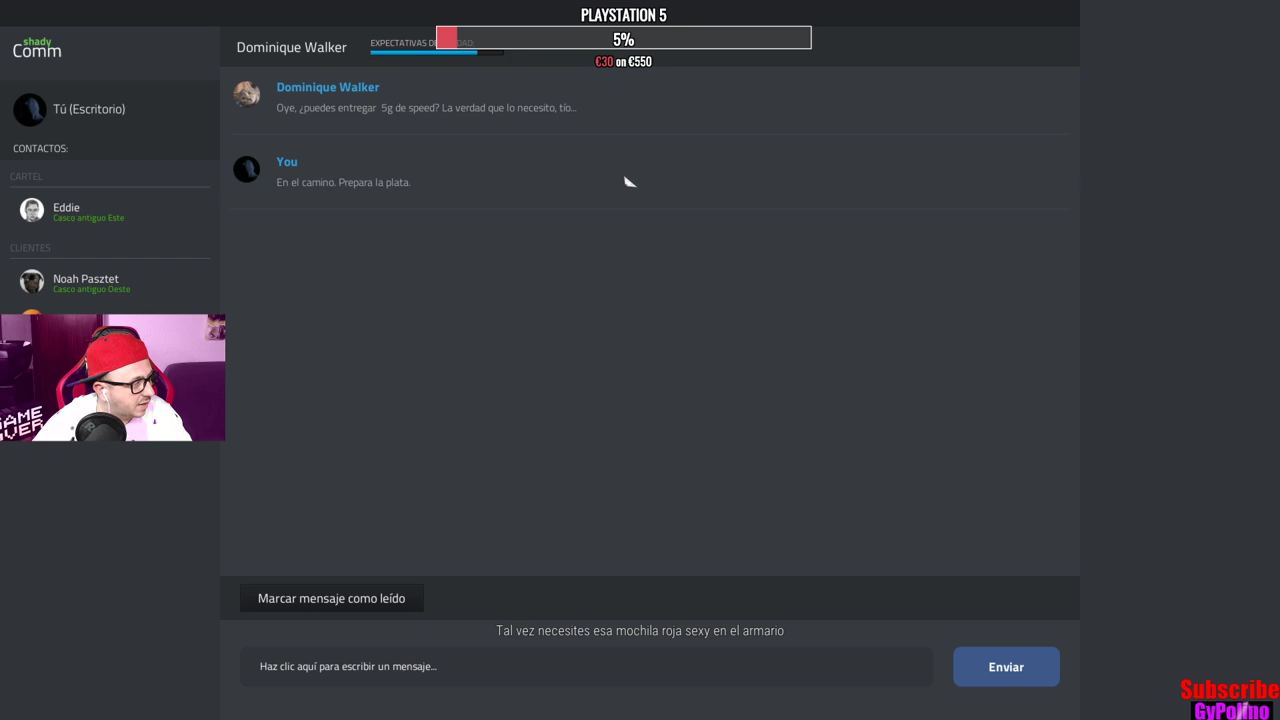 PLAYSTATION 5
5%
€30 on €550
shady
Comm
Tú (Escritorio)
CONTACTOS:
CARTEL
Eddie
Casco antiguo Este
CLIENTES
Noah Pasztet
Casco antiguo Oeste
GAME
OVER
Dominique Walker
EXPECTATIVAS
Dominique Walker
Oye, ¿puedes entregar 5g de speed? La verdad que lo necesito, tío...
You
En el camino. Prepara la plata.
Marcar mensaje como leído
Tal vez necesites esa mochila roja sexy en el armario
Haz clic aquí para escribir un mensaje...
Enviar
Subscribe
GyPolino